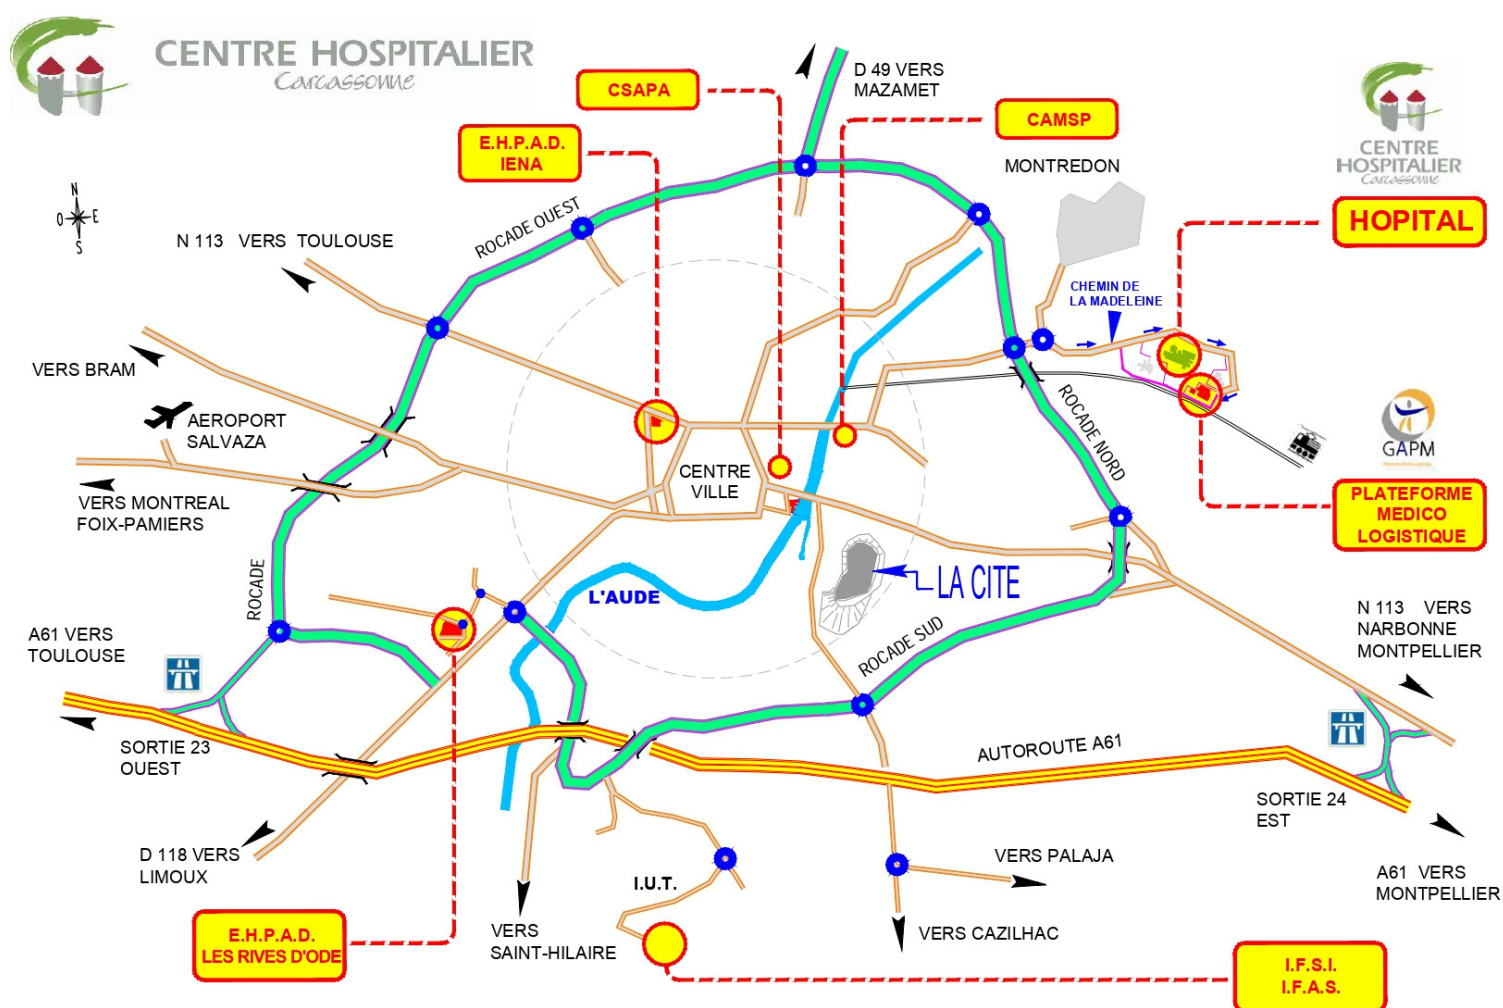 CENTRE HOSPITALIER
Carcassonne
CSAPA
D 49 VERS
MAZAMET
CAMSP
E.H.P.A.D.
IENA
MONTREDON
CENTRE
HOSPITALIER
Carcassonne
HOPITAL
N
O
E
S
N 113 VERS TOULOUSE
ROCADE OUEST
CHEMIN DE
LA MADELEINE
VERS BRAM
AEROPORT
SALVAZA
ROCADE NORD
GAPM
CENTRE
VILLE
VERS MONTREAL
FOIX-PAMIERS
PLATEFORME
MEDICO
LOGISTIQUE
ROCADE
L'AUDE
LA CITE
N 113 VERS
NARBONNE
MONTPELLIER
A61 VERS
TOULOUSE
ROCADE SUD
SORTIE 23
OUEST
AUTOROUTE A61
SORTIE 24
EST
D 118 VERS
LIMOUX
I.U.T.
VERS PALAJA
A61 VERS
MONTPELLIER
VERS
SAINT-HILAIRE
VERS CAZILHAC
E.H.P.A.D.
LES RIVES D'ODE
I.F.S.I.
I.F.A.S.